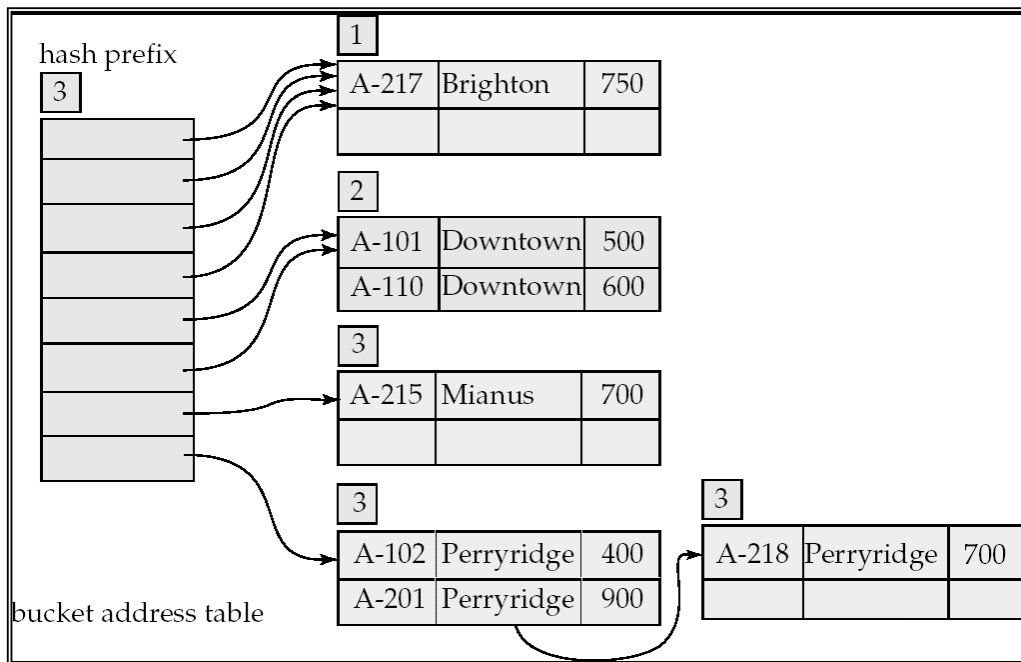 hash prefix
3
1
A-217 Brighton 750
2
A-101 Downtown 500
A-110 Downtown 600
3
A-215 Mianus 700
3
A-102 Perryridge 400
A-201 Perryridge 900
3
A-218 Perryridge 700
bucket address table